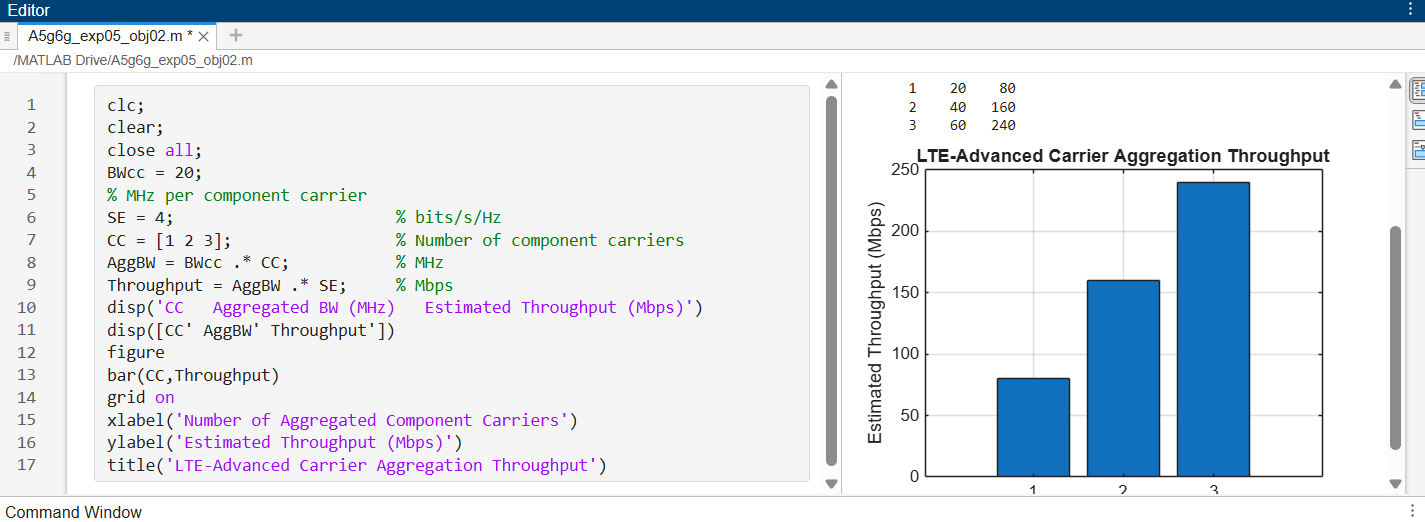 Editor
A5g6g_exp05_obj02.m * ×
/MATLAB Drive/A5g6g_exp05_obj02.m
1 clc;
2 clear;
3 close all;
4 BWcc = 20;
5 % MHz per component carrier
6 SE = 4; % bits/s/Hz
7 CC = [1 2 3]; % Number of component carriers
8 AggBW = BWcc .* CC; % MHz
9 Throughput = AggBW .* SE; % Mbps
10 disp('CC   Aggregated BW (MHz)   Estimated Throughput (Mbps)')
11 disp([CC' AggBW' Throughput'])
12 figure
13 bar(CC,Throughput)
14 grid on
15 xlabel('Number of Aggregated Component Carriers')
16 ylabel('Estimated Throughput (Mbps)')
17 title('LTE-Advanced Carrier Aggregation Throughput')
1 20 80
2 40 160
3 60 240
LTE-Advanced Carrier Aggregation Throughput
Estimated Throughput (Mbps)
250
200
150
100
50
0
1 2 3
Command Window